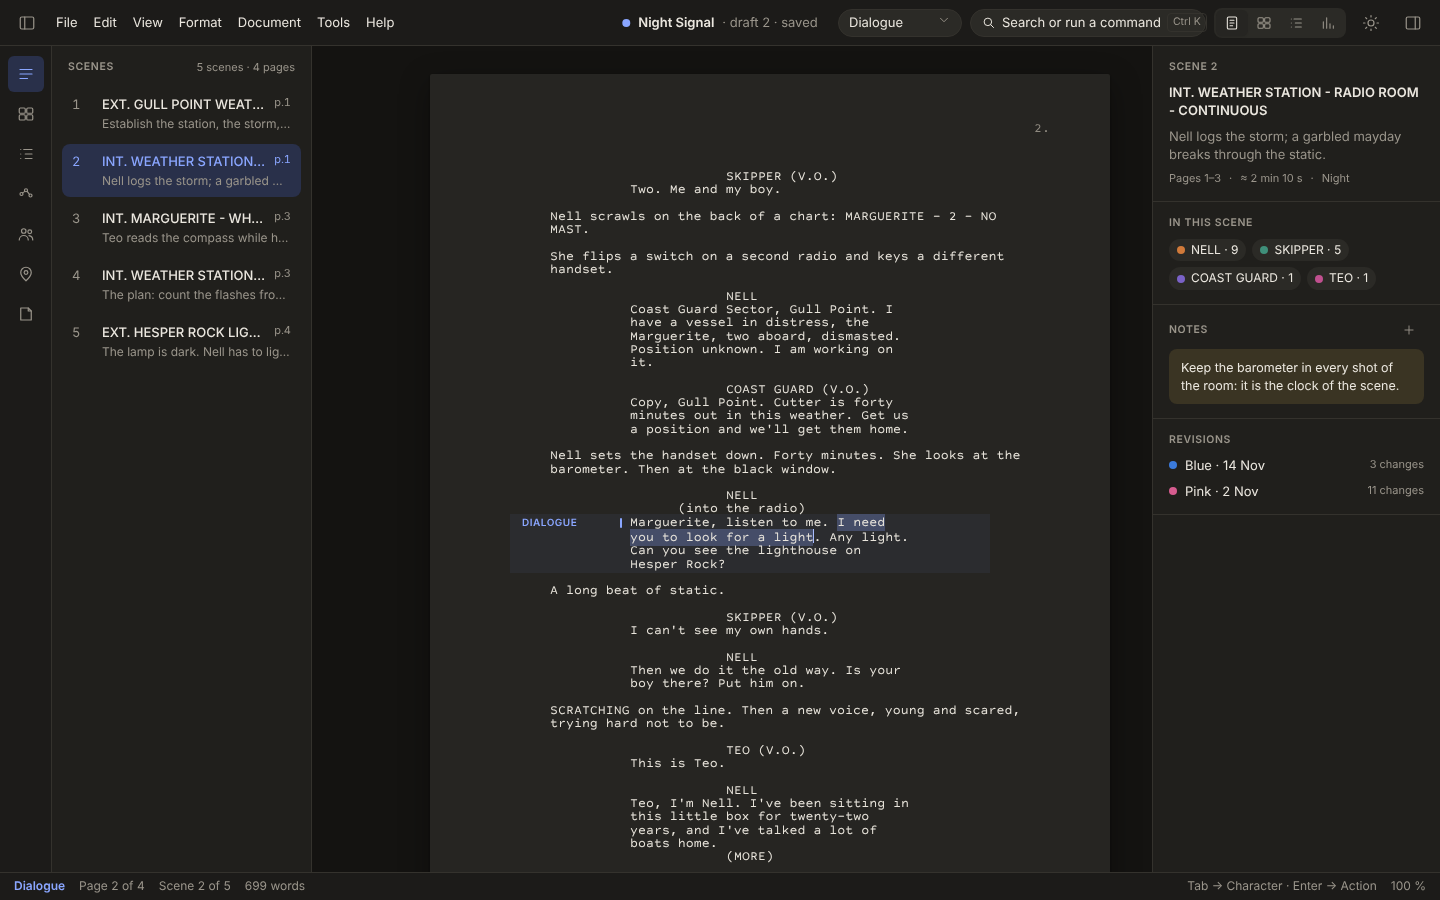 File Edit View Format Document Tools Help
Night Signal · draft 2 · saved
Dialogue
Search or run a command Ctrl K
SCENES 5 scenes · 4 pages
1 EXT. GULL POINT WEAT... p.1
Establish the station, the storm,...
2 INT. WEATHER STATION... p.1
Nell logs the storm; a garbled ...
3 INT. MARGUERITE - WH... p.3
Teo reads the compass while h...
4 INT. WEATHER STATION... p.3
The plan: count the flashes fro...
5 EXT. HESPER ROCK LIG... p.4
The lamp is dark. Nell has to lig...
2.
SKIPPER (V.O.)
Two. Me and my boy.
Nell scrawls on the back of a chart: MARGUERITE - 2 - NO
MAST.
She flips a switch on a second radio and keys a different
handset.
NELL
Coast Guard Sector, Gull Point. I
have a vessel in distress, the
Marguerite, two aboard, dismasted.
Position unknown. I am working on
it.
COAST GUARD (V.O.)
Copy, Gull Point. Cutter is forty
minutes out in this weather. Get us
a position and we'll get them home.
Nell sets the handset down. Forty minutes. She looks at the
barometer. Then at the black window.
NELL
(into the radio)
DIALOGUE Marguerite, listen to me. I need
you to look for a light. Any light.
Can you see the lighthouse on
Hesper Rock?
A long beat of static.
SKIPPER (V.O.)
I can't see my own hands.
NELL
Then we do it the old way. Is your
boy there? Put him on.
SCRATCHING on the line. Then a new voice, young and scared,
trying hard not to be.
TEO (V.O.)
This is Teo.
NELL
Teo, I'm Nell. I've been sitting in
this little box for twenty-two
years, and I've talked a lot of
boats home.
(MORE)
SCENE 2
INT. WEATHER STATION - RADIO ROOM
- CONTINUOUS
Nell logs the storm; a garbled mayday
breaks through the static.
Pages 1–3 · ≈ 2 min 10 s · Night
IN THIS SCENE
NELL · 9 SKIPPER · 5
COAST GUARD · 1 TEO · 1
NOTES +
Keep the barometer in every shot of
the room: it is the clock of the scene.
REVISIONS
Blue · 14 Nov 3 changes
Pink · 2 Nov 11 changes
Dialogue Page 2 of 4 Scene 2 of 5 699 words
Tab → Character · Enter → Action 100 %